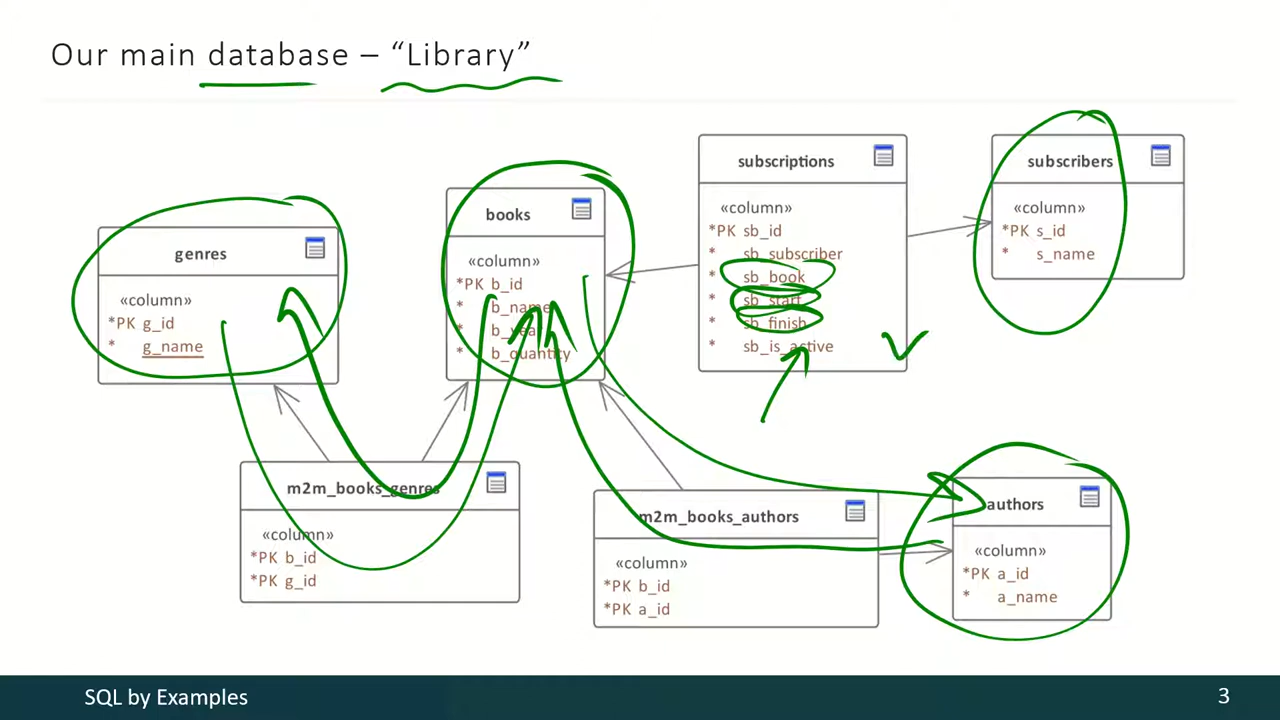 Our main database – “Library”
genres
«column»
*PK g_id
* g_name
books
«column»
*PK b_id
* b_name
* b_year
* b_quantity
subscriptions
«column»
*PK sb_id
* sb_subscriber
* sb_book
* sb_start
* sb_finish
* sb_is_active
subscribers
«column»
*PK s_id
* s_name
m2m_books_genres
«column»
*PK b_id
*PK g_id
m2m_books_authors
«column»
*PK b_id
*PK a_id
authors
«column»
*PK a_id
* a_name
SQL by Examples
3